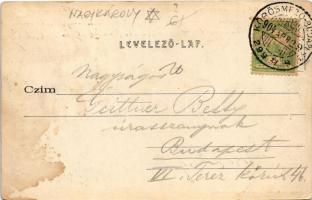 NAGYKÁROLY
LEVELEZŐ-LAP.
Nagyságos
Czim Geittner Betty
úrasszonynak
Budapest
VI. Teréz körút 46.